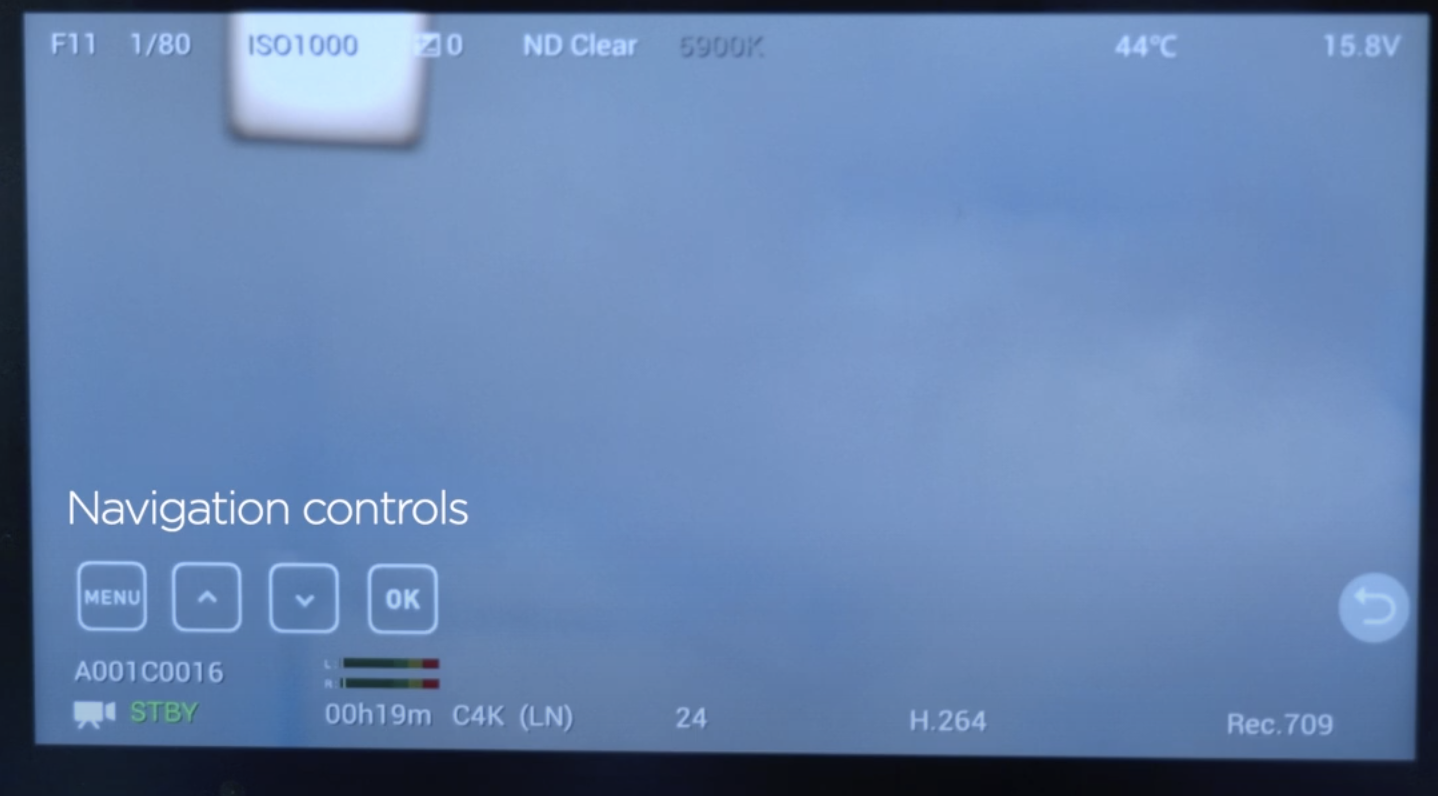 F11 1/80 ISO1000 0 ND Clear 5900K 44°C 15.8V
Navigation controls
MENU OK
A001C0016 L: R:
STBY 00h19m C4K (LN) 24 H.264 Rec.709